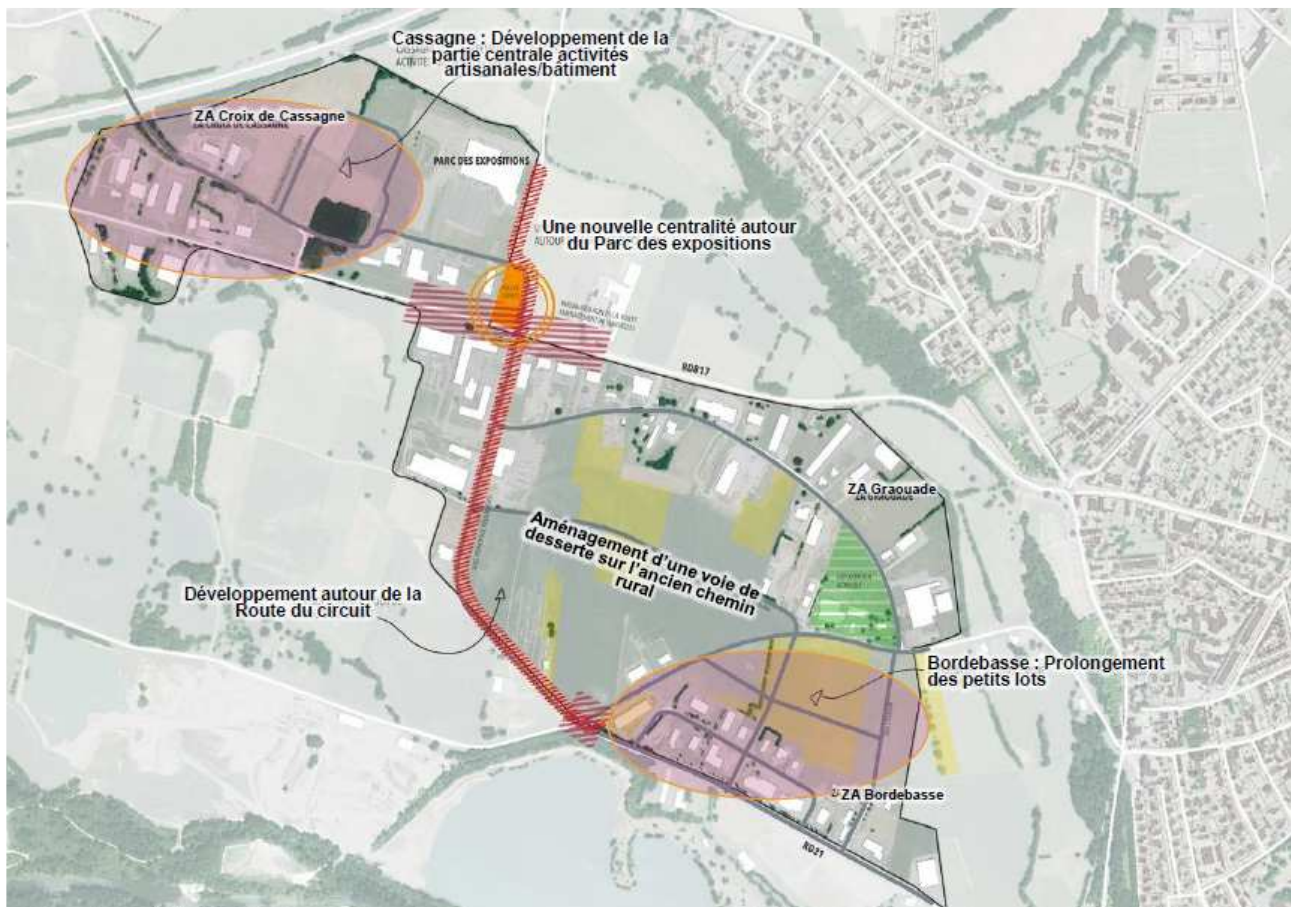 Cassagne : Développement de la
partie centrale activités
artisanales/bâtiment
ZA Croix de Cassagne
PARC DES EXPOSITIONS
Une nouvelle centralité autour
du Parc des expositions
RD817
ZA Graouade
Aménagement d'une voie de
desserte sur l'ancien chemin
rural
Développement autour de la
Route du circuit
Bordebasse : Prolongement
des petits lots
ZA Bordebasse
RD21